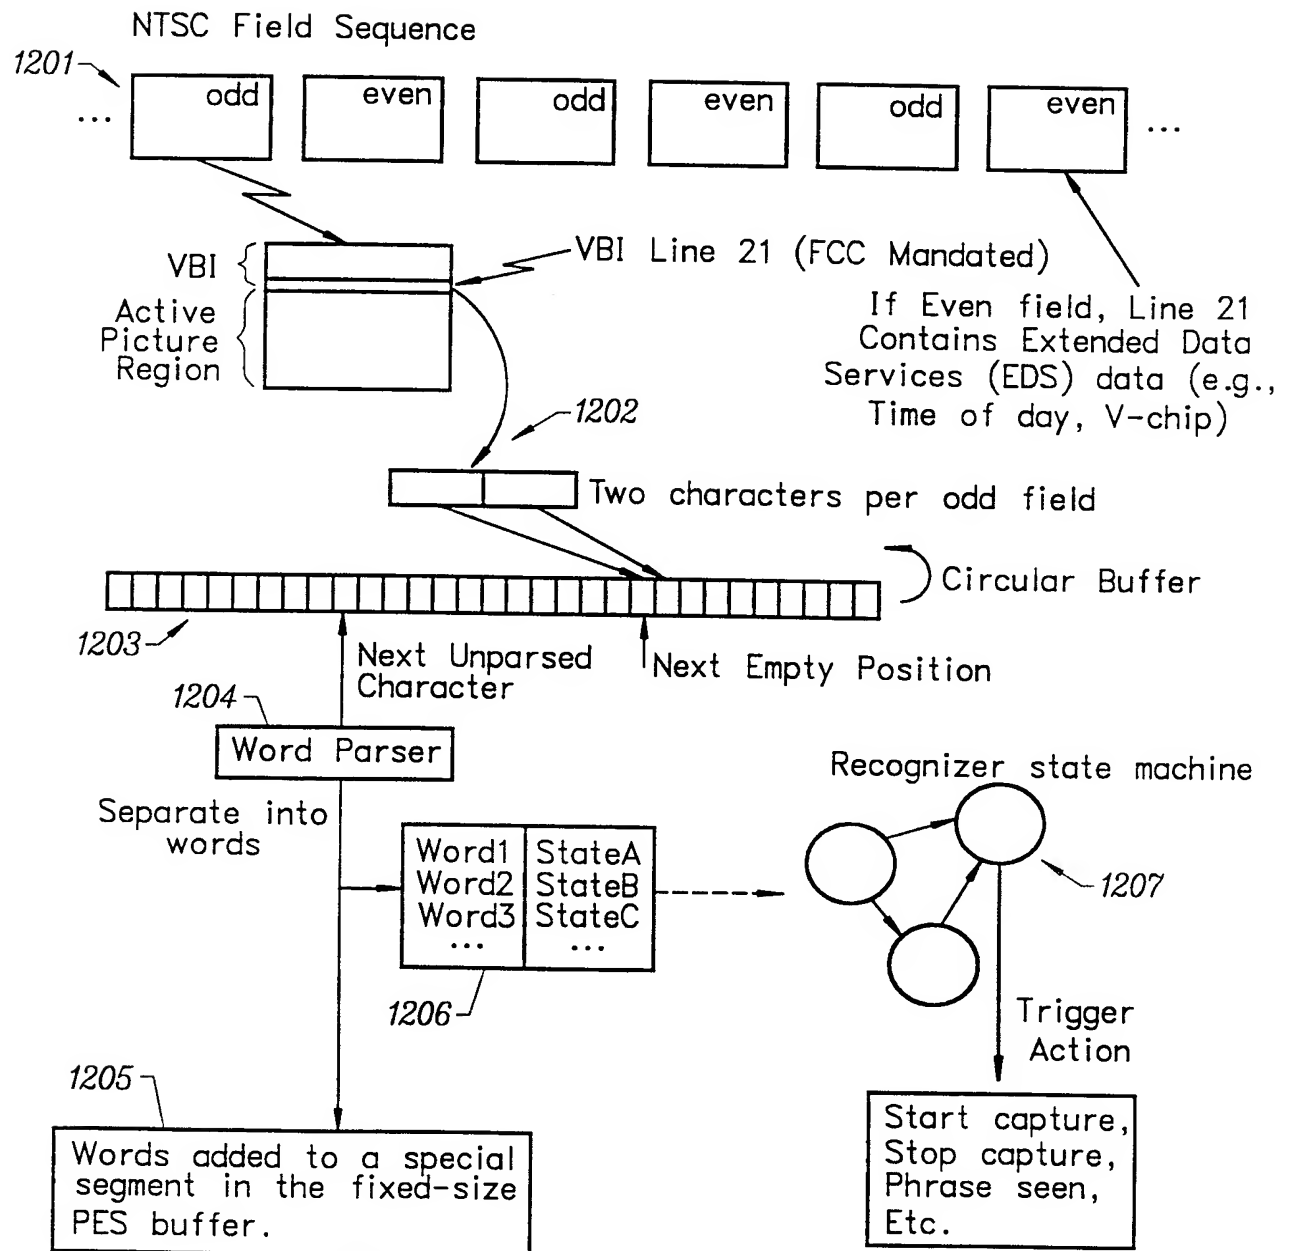 NTSC Field Sequence
1201
odd
even
odd
even
odd
even
...
...
VBI
VBI Line 21 (FCC Mandated)
Active
Picture
Region
If Even field, Line 21
Contains Extended Data
Services (EDS) data (e.g.,
Time of day, V-chip)
1202
Two characters per odd field
Circular Buffer
1203
Next Unparsed
Character
Next Empty Position
1204
Word Parser
Separate into
words
Recognizer state machine
Word1 StateA
Word2 StateB
Word3 StateC
... ...
1207
1206
Trigger
Action
1205
Words added to a special
segment in the fixed-size
PES buffer.
Start capture,
Stop capture,
Phrase seen,
Etc.